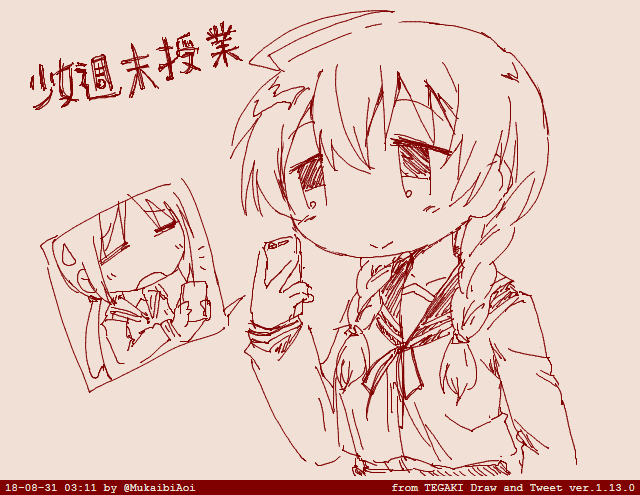 少女週末授業
18-08-31 03:11 by @MukaibiAoi
from TEGAKI Draw and Tweet ver.1.13.0